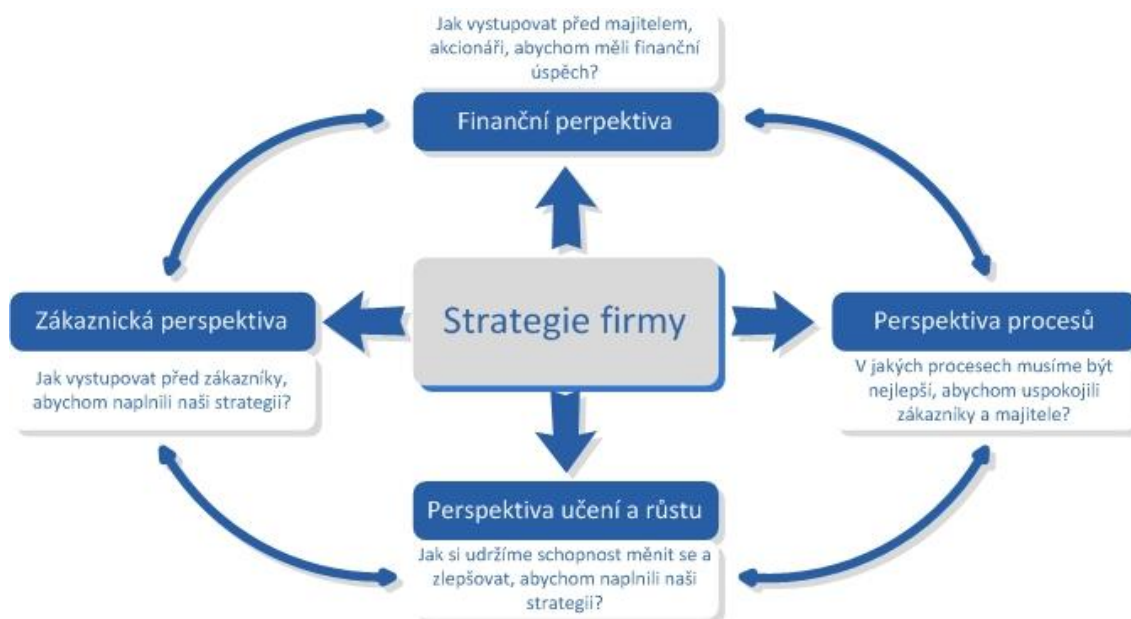 Jak vystupovat před majitelem,
akcionáři, abychom měli finanční
úspěch?
Finanční perpektiva
Zákaznická perspektiva
Jak vystupovat před zákazníky,
abychom naplnili naši strategii?
Strategie firmy
Perspektiva procesů
V jakých procesech musíme být
nejlepší, abychom uspokojili
zákazníky a majitele?
Perspektiva učení a růstu
Jak si udržíme schopnost měnit se a
zlepšovat, abychom naplnili naši
strategii?